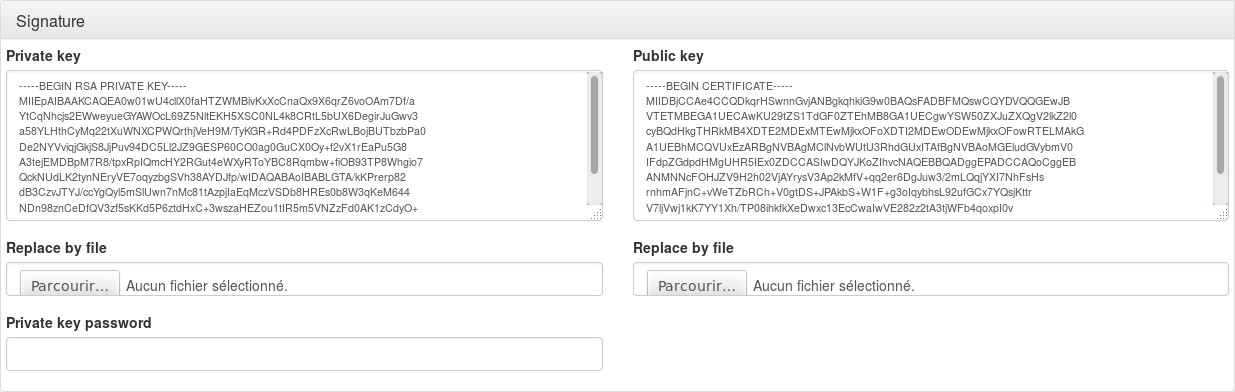 Signature
Private key
-----BEGIN RSA PRIVATE KEY-----
MIIEpAIBAAKCAQEA0w01wU4cllX0faHTZWMBivKxXcCnaQx9X6qrZ6voOAm7Df/a
YtCqNhcjs2EWweyueGYAWOcL69Z5NltEKH5XSC0NL4k8CRtL5bUX6DegirJuGwv3
a58YLHthCyMq22tXuWNXCPWQrthjVeH9M/TyKGR+Rd4PDFzXcRwLBojBUTbzbPa0
De2NYVviqjGkjS8JjPuv94DC5Ll2JZ9GESP60CO0ag0GuCX0Oy+f2vX1rEaPu5G8
A3tejEMDBpM7R8/tpxRpIQmcHY2RGut4eWXyRToYBC8Rqmbw+fiOB93TP8Whgio7
QckNUdLK2tynNEryVE7oqyzbgSVh38AYDJfp/wIDAQABAoIBABLGTA/kKPrerp82
dB3CzvJTYJ/ccYgQyl5mSlUwn7nMc81tAzpjIaEqMczVSDb8HREs0b8W3qKeM644
NDn98znCeDfQV3zf5sKKd5P6ztdHxC+3wszaHEZou1tIR5m5VNZzFd0AK1zCdyO+
Replace by file
Parcourir… Aucun fichier sélectionné.
Private key password
Public key
-----BEGIN CERTIFICATE-----
MIIDBjCCAe4CCQDkqrHSwnnGvjANBgkqhkiG9w0BAQsFADBFMQswCQYDVQQGEwJB
VTETMBEGA1UECAwKU29tZS1TdGF0ZTEhMB8GA1UECgwYSW50ZXJuZXQgV2lkZ2l0
cyBQdHkgTHRkMB4XDTE2MDExMTEwMjkxOFoXDTI2MDEwODEwMjkxOFowRTELMAkG
A1UEBhMCQVUxEzARBgNVBAgMClNvbWUtU3RhdGUxITAfBgNVBAoMGEludGVybmV0
IFdpZGdpdHMgUHR5IEx0ZDCCASIwDQYJKoZIhvcNAQEBBQADggEPADCCAQoCggEB
ANMNNcFOHJZV9H2h02VjAYrysV3Ap2kMfV+qq2er6DgJuw3/2mLQqjYXI7NhFsHs
rnhmAFjnC+vWeTZbRCh+V0gtDS+JPAkbS+W1F+g3oIqybhsL92ufGCx7YQsjKttr
V7ljVwj1kK7YY1Xh/TP08ihkfkXeDwxc13EcCwaIwVE282z2tA3tjWFb4qoxpI0v
Replace by file
Parcourir… Aucun fichier sélectionné.